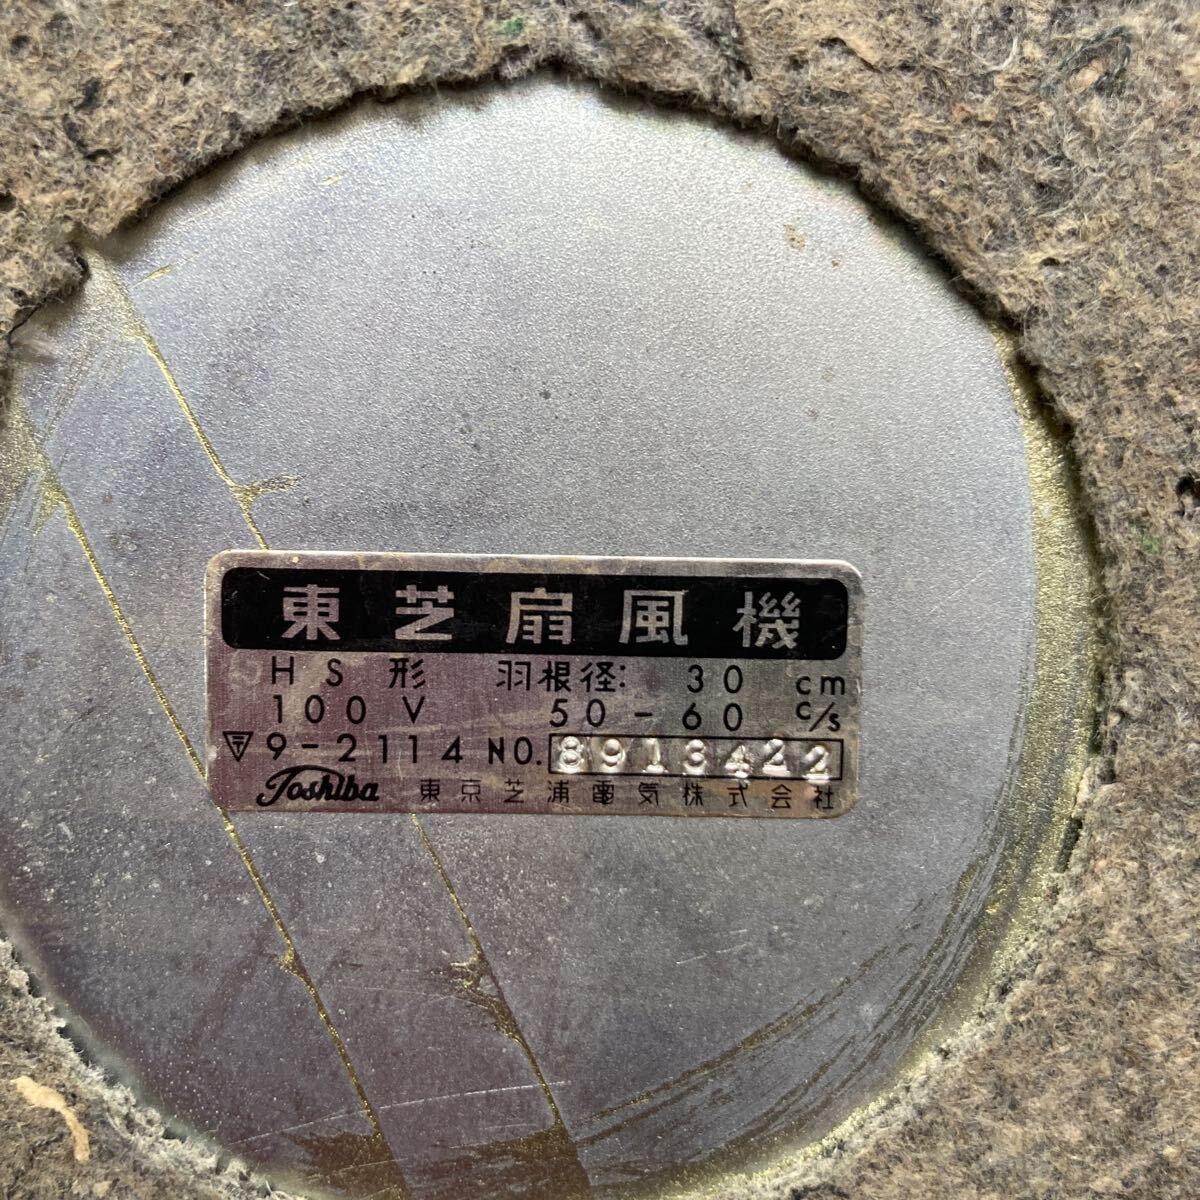 東芝扇風機
HS形 羽根径: 30 cm
100V 50-60 c/s
〒 9-2114 NO. 8913422
Toshiba 東京芝浦電気株式会社